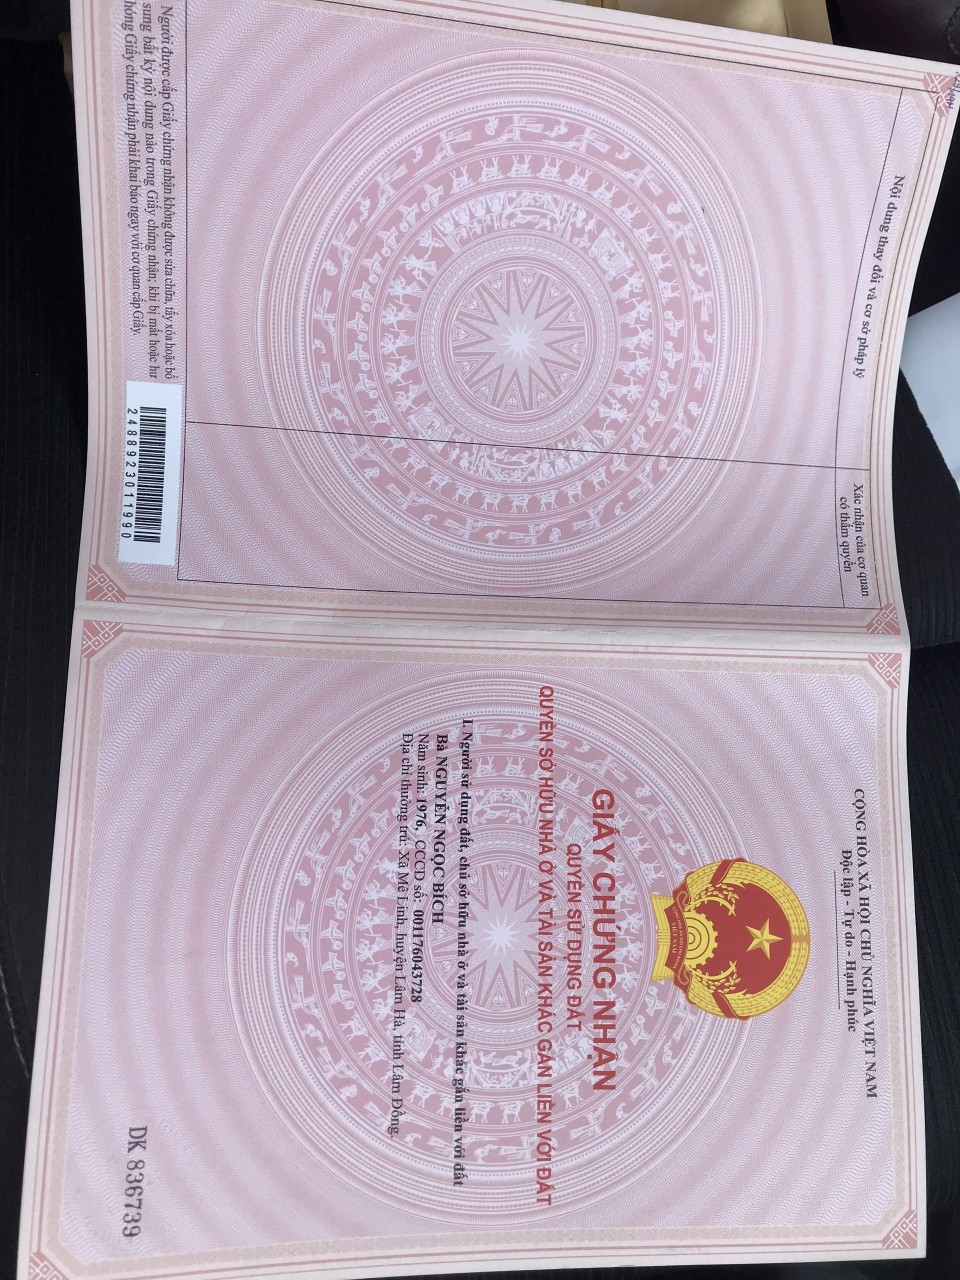 CỘNG HÒA XÃ HỘI CHỦ NGHĨA VIỆT NAM
Độc lập - Tự do - Hạnh phúc
GIẤY CHỨNG NHẬN
QUYỀN SỬ DỤNG ĐẤT
QUYỀN SỞ HỮU NHÀ Ở VÀ TÀI SẢN KHÁC GẮN LIỀN VỚI ĐẤT
I. Người sử dụng đất, chủ sở hữu nhà ở và tài sản khác gắn liền với đất
Bà NGUYỄN NGỌC BÍCH
Năm sinh: 1976, CCCD số: 001176043728
Địa chỉ thường trú: Xã Mê Linh, huyện Lâm Hà, tỉnh Lâm Đồng.
DK 836739
Nội dung thay đổi và cơ sở pháp lý
Xác nhận của cơ quan
có thẩm quyền
Người được cấp Giấy chứng nhận không được sửa chữa, tẩy xóa hoặc bổ
sung bất kỳ nội dung nào trong Giấy chứng nhận; khi bị mất hoặc hư
hỏng Giấy chứng nhận phải khai báo ngay với cơ quan cấp Giấy.
2488923011990